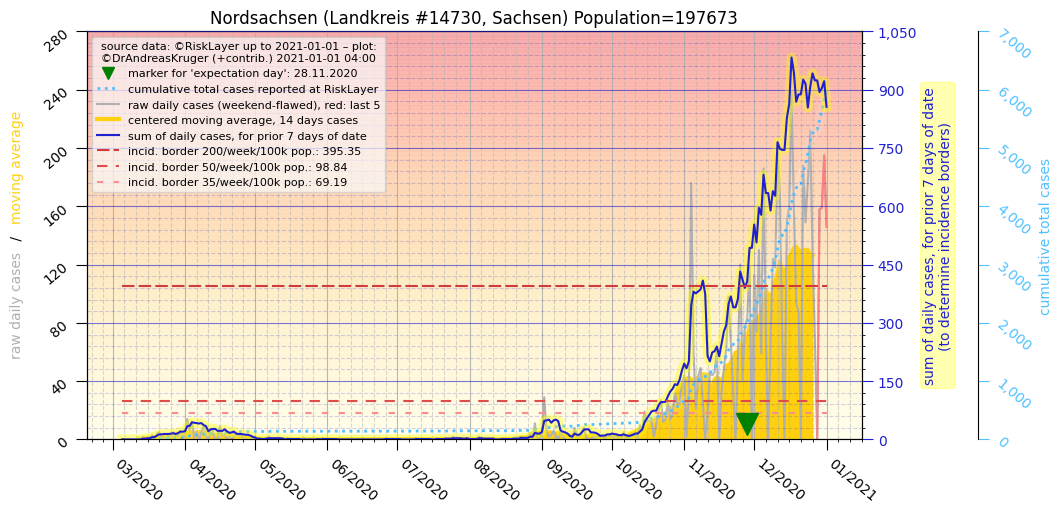 Nordsachsen (Landkreis #14730, Sachsen) Population=197673
source data: ©RiskLayer up to 2021-01-01 – plot:
©DrAndreasKruger (+contrib.) 2021-01-01 04:00
marker for 'expectation day': 28.11.2020
cumulative total cases reported at RiskLayer
raw daily cases (weekend-flawed), red: last 5
centered moving average, 14 days cases
sum of daily cases, for prior 7 days of date
incid. border 200/week/100k pop.: 395.35
incid. border 50/week/100k pop.: 98.84
incid. border 35/week/100k pop.: 69.19
raw daily cases / moving average
280
240
200
160
120
80
40
0
03/2020
04/2020
05/2020
06/2020
07/2020
08/2020
09/2020
10/2020
11/2020
12/2020
01/2021
1,050
900
750
600
450
300
150
0
sum of daily cases, for prior 7 days of date
(to determine incidence borders)
7,000
6,000
5,000
4,000
3,000
2,000
1,000
0
cumulative total cases